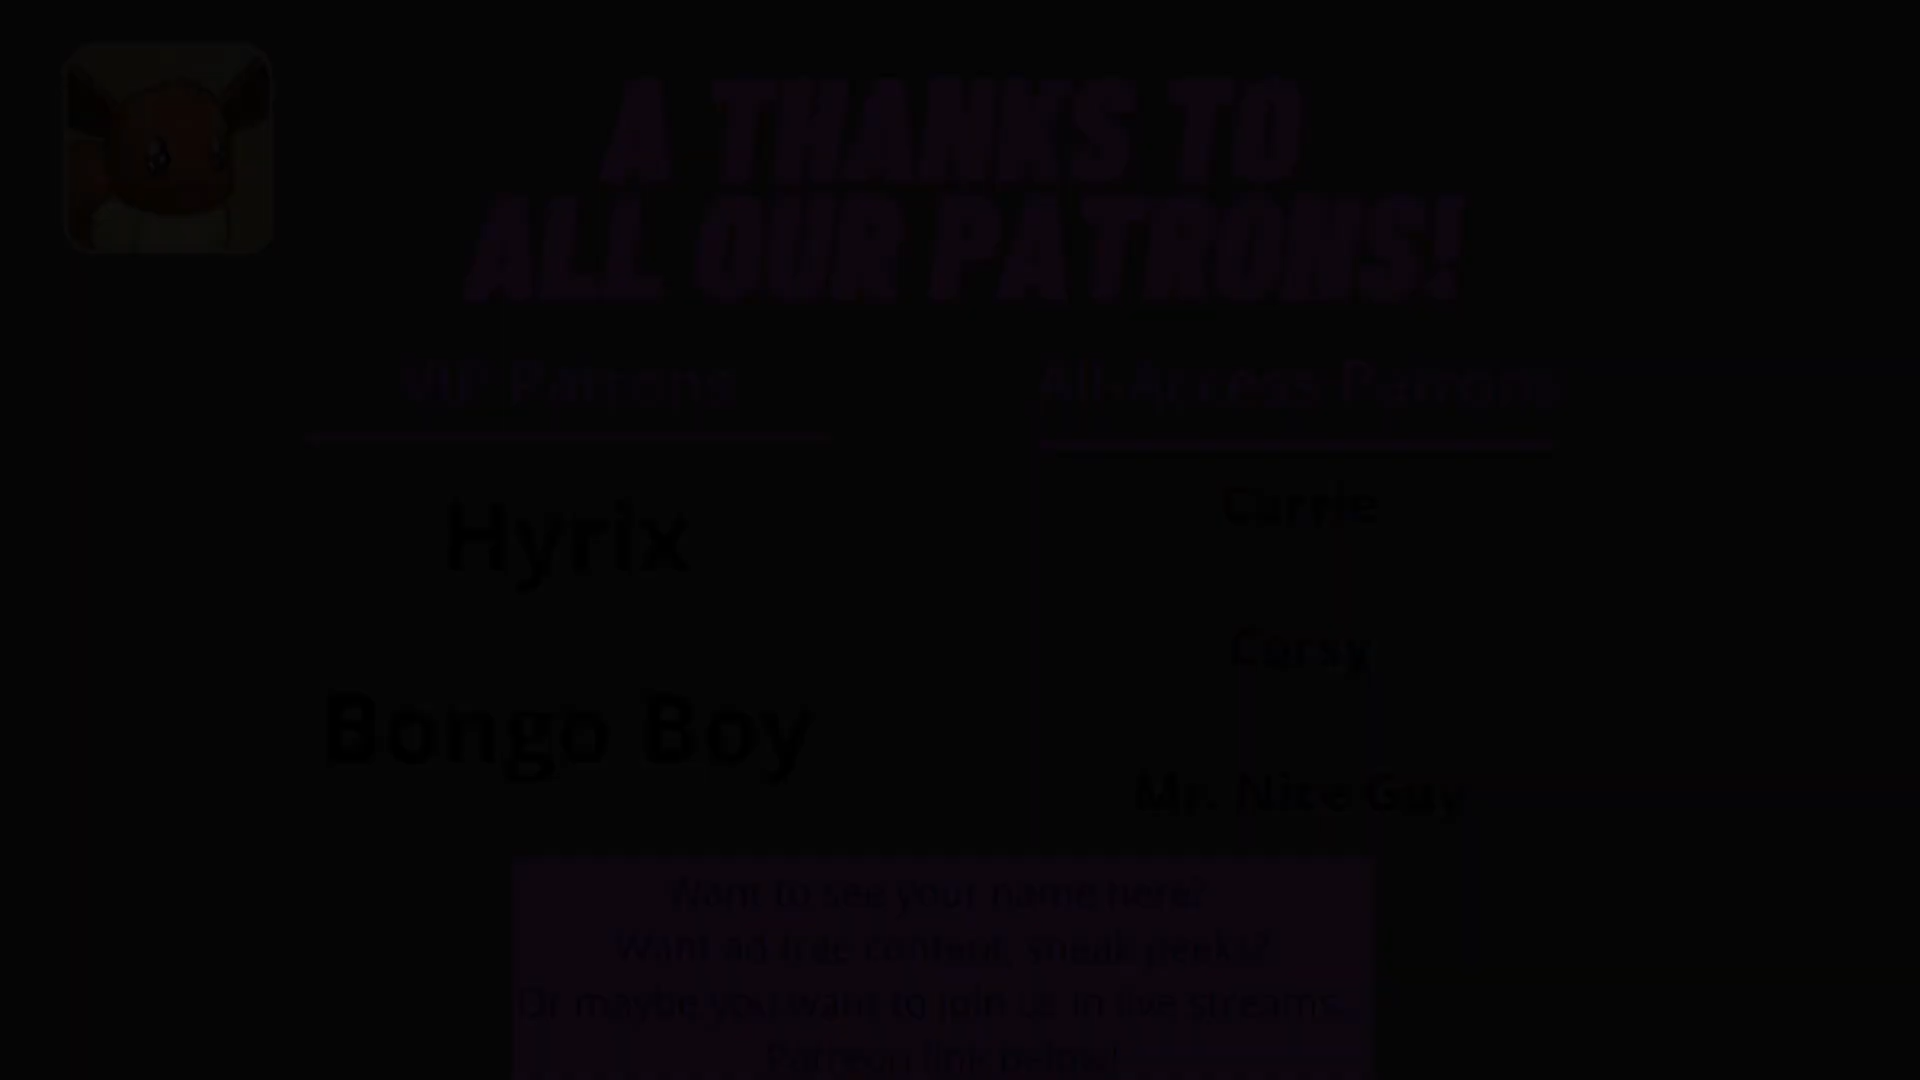 A THANKS TO
ALL OUR PATRONS!
VIP Patrons
All-Access Patrons
Hyrix
Carrie
Bongo Boy
Mr. Nice Guy
Want to see your name here?
Want ad free content, sneak peeks?
Or maybe you want to join us in live streams.
Patreon link below!